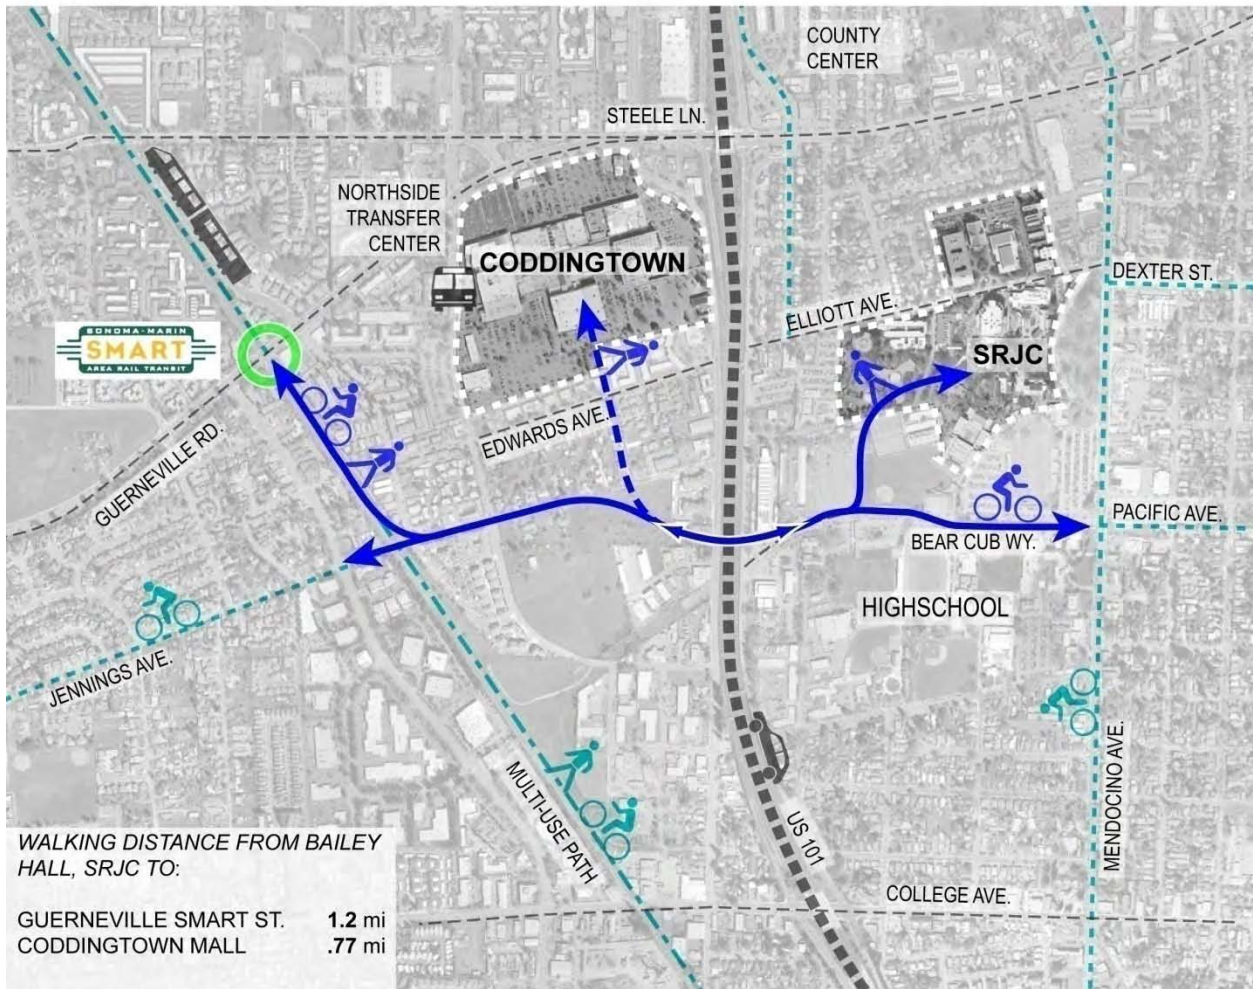 COUNTY
CENTER
STEELE LN.
NORTHSIDE
TRANSFER
CENTER
CODDINGTOWN
DEXTER ST.
ELLIOTT AVE.
SONOMA-MARIN
SMART
AREA RAIL TRANSIT
SRJC
EDWARDS AVE.
GUERNEVILLE RD.
PACIFIC AVE.
BEAR CUB WY.
HIGHSCHOOL
JENNINGS AVE.
MULTI-USE PATH
US 101
MENDOCINO AVE.
WALKING DISTANCE FROM BAILEY
HALL, SRJC TO:
GUERNEVILLE SMART ST. 1.2 mi
CODDINGTOWN MALL .77 mi
COLLEGE AVE.